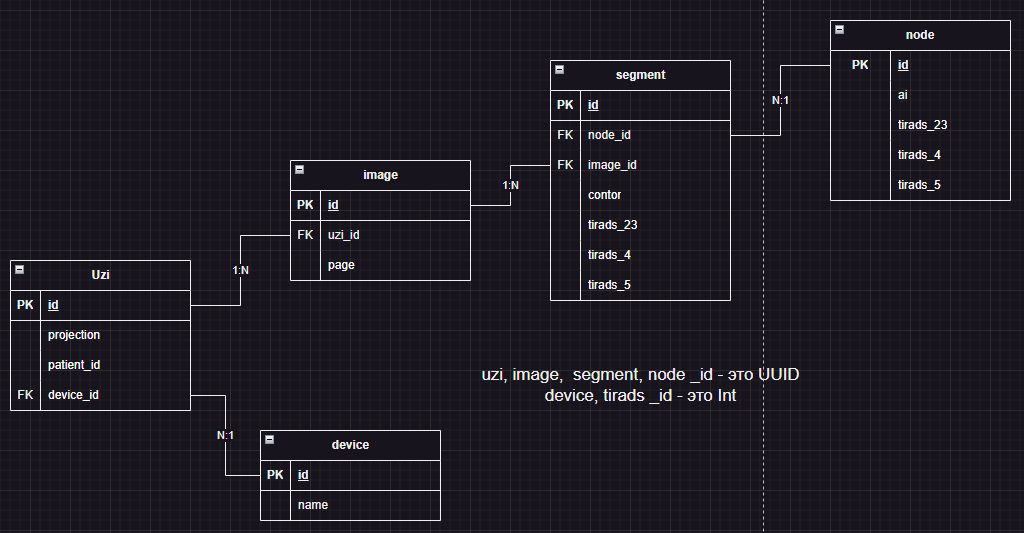 node
PK id
ai
tirads_23
tirads_4
tirads_5
N:1
segment
PK id
FK node_id
FK image_id
contor
tirads_23
tirads_4
tirads_5
1:N
image
PK id
FK uzi_id
page
1:N
Uzi
PK id
projection
patient_id
FK device_id
N:1
device
PK id
name
uzi, image, segment, node _id - это UUID
device, tirads _id - это Int